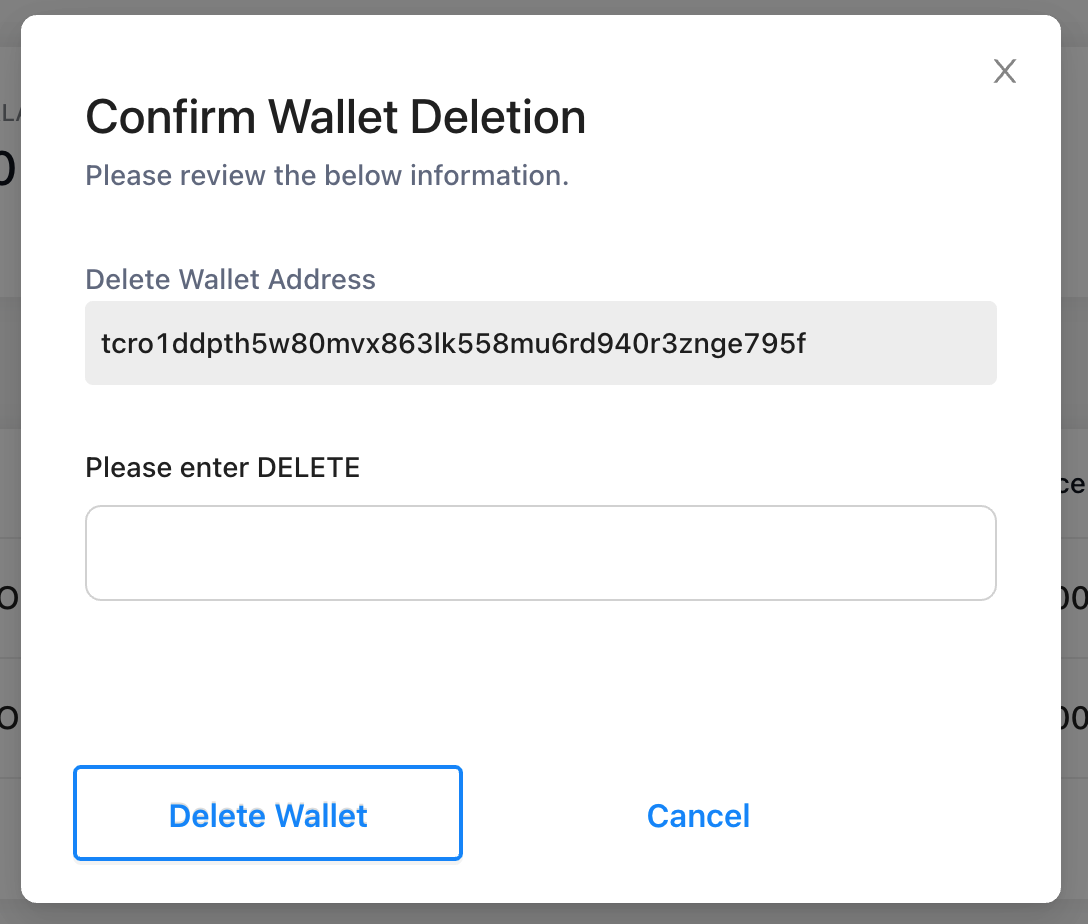 Confirm Wallet Deletion
Please review the below information.
Delete Wallet Address
tcro1ddpth5w80mvx863lk558mu6rd940r3znge795f
Please enter DELETE
Delete Wallet
Cancel